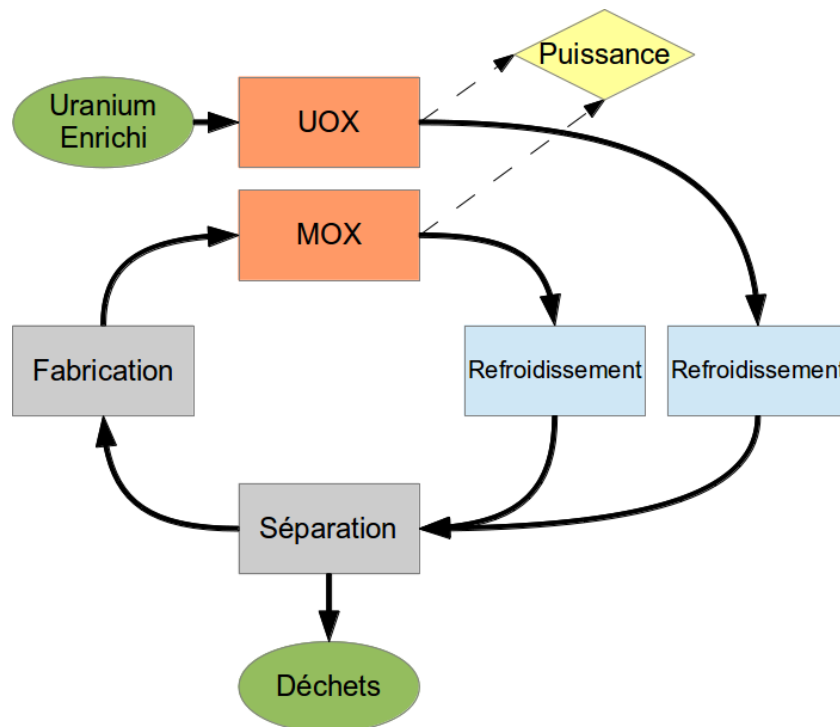 Puissance
Uranium
Enrichi
UOX
MOX
Fabrication
Refroidissement
Refroidissement
Séparation
Déchets